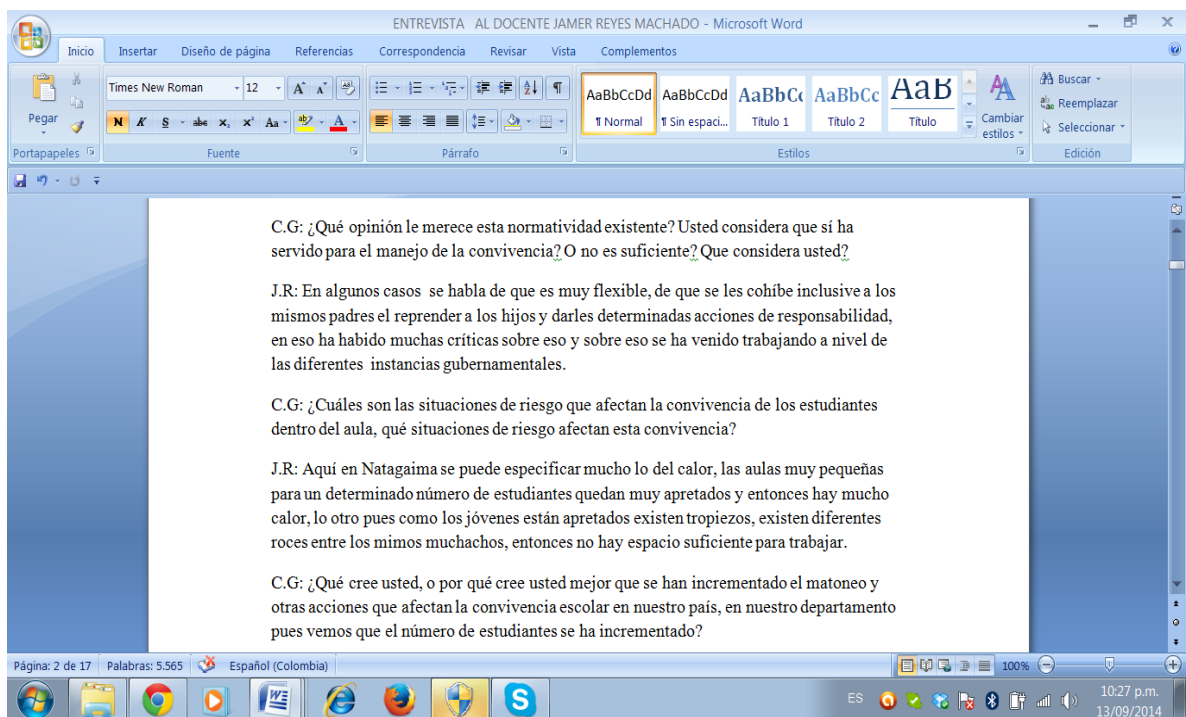 ENTREVISTA AL DOCENTE JAMER REYES MACHADO - Microsoft Word
Inicio Insertar Diseño de página Referencias Correspondencia Revisar Vista Complementos
Times New Roman 12
Pegar
N K S abc x, x² Aa ab A
AaBbCcDd AaBbCcDd AaBbCc AaBbCc AaB
¶ Normal ¶ Sin espaci... Título 1 Título 2 Título
Cambiar estilos
Buscar
Reemplazar
Seleccionar
Portapapeles Fuente Párrafo Estilos Edición
C.G: ¿Qué opinión le merece esta normatividad existente? Usted considera que sí ha
servido para el manejo de la convivencia? O no es suficiente? Que considera usted?
J.R: En algunos casos se habla de que es muy flexible, de que se les cohíbe inclusive a los
mismos padres el reprender a los hijos y darles determinadas acciones de responsabilidad,
en eso ha habido muchas críticas sobre eso y sobre eso se ha venido trabajando a nivel de
las diferentes instancias gubernamentales.
C.G: ¿Cuáles son las situaciones de riesgo que afectan la convivencia de los estudiantes
dentro del aula, qué situaciones de riesgo afectan esta convivencia?
J.R: Aquí en Natagaima se puede especificar mucho lo del calor, las aulas muy pequeñas
para un determinado número de estudiantes quedan muy apretados y entonces hay mucho
calor, lo otro pues como los jóvenes están apretados existen tropiezos, existen diferentes
roces entre los mimos muchachos, entonces no hay espacio suficiente para trabajar.
C.G: ¿Qué cree usted, o por qué cree usted mejor que se han incrementado el matoneo y
otras acciones que afectan la convivencia escolar en nuestro país, en nuestro departamento
pues vemos que el número de estudiantes se ha incrementado?
Página: 2 de 17 Palabras: 5.565 Español (Colombia) 100%
ES 10:27 p.m.
13/09/2014